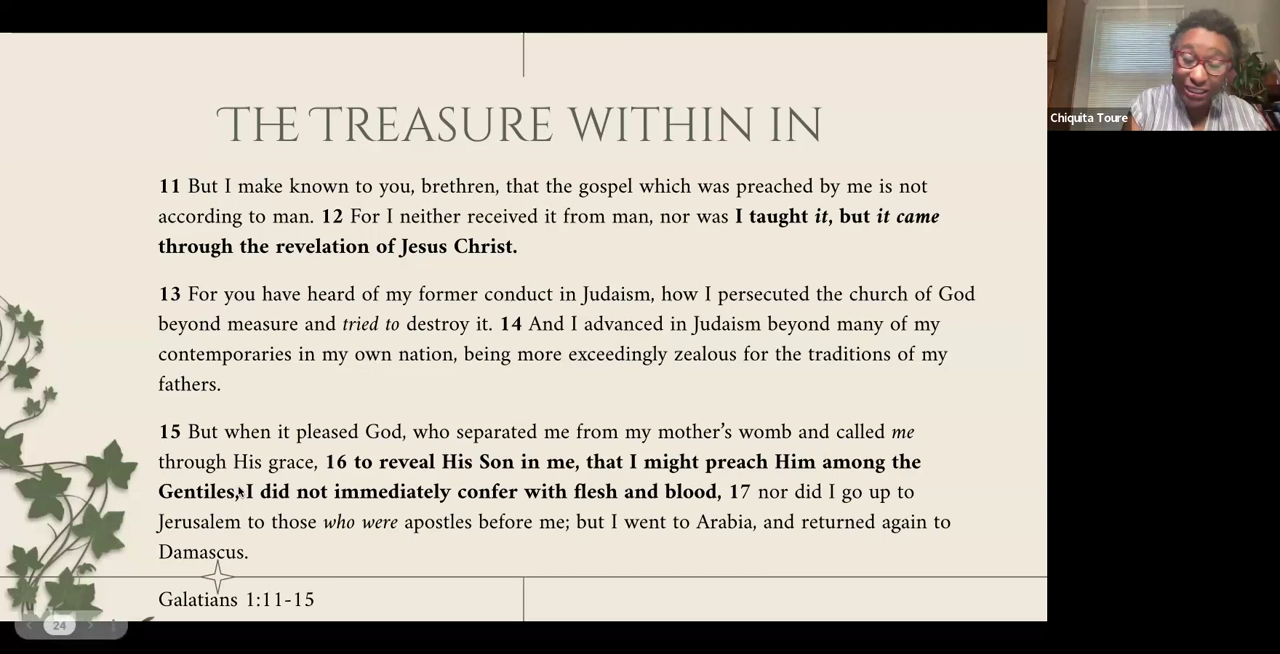 THE TREASURE WITHIN IN
11 But I make known to you, brethren, that the gospel which was preached by me is not
according to man. 12 For I neither received it from man, nor was I taught it, but it came
through the revelation of Jesus Christ.
13 For you have heard of my former conduct in Judaism, how I persecuted the church of God
beyond measure and tried to destroy it. 14 And I advanced in Judaism beyond many of my
contemporaries in my own nation, being more exceedingly zealous for the traditions of my
fathers.
15 But when it pleased God, who separated me from my mother’s womb and called me
through His grace, 16 to reveal His Son in me, that I might preach Him among the
Gentiles, I did not immediately confer with flesh and blood, 17 nor did I go up to
Jerusalem to those who were apostles before me; but I went to Arabia, and returned again to
Damascus.
Galatians 1:11-15
24
Chiquita Toure